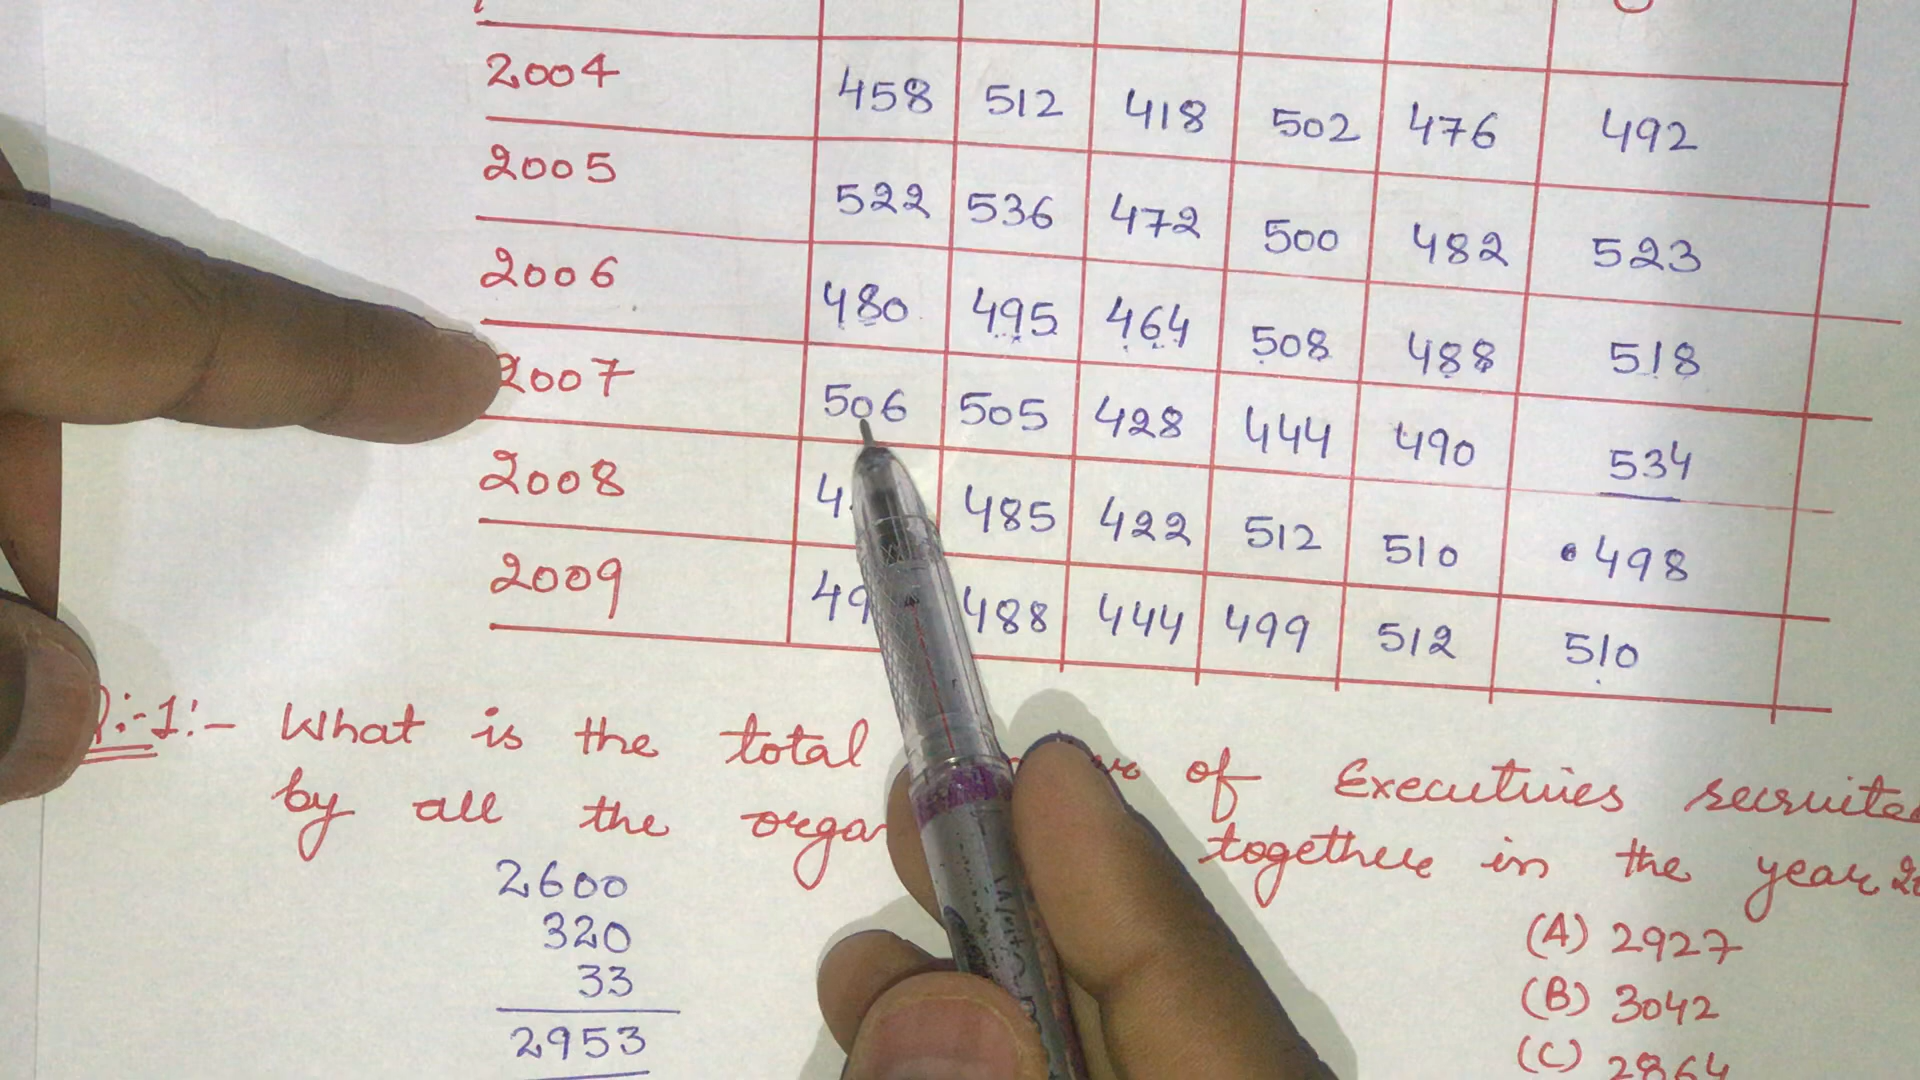 2004 458 512 418 502 476 492
2005 522 536 472 500 482 523
2006 480 495 464 508 488 518
2007 506 505 428 444 490 534
2008 485 422 512 510 498
2009 488 444 499 512 510
Q:-1:- What is the total of Executives
by all the together in the year
2600
320
33
2953
(A) 2927
(B) 3042
(C) 2864